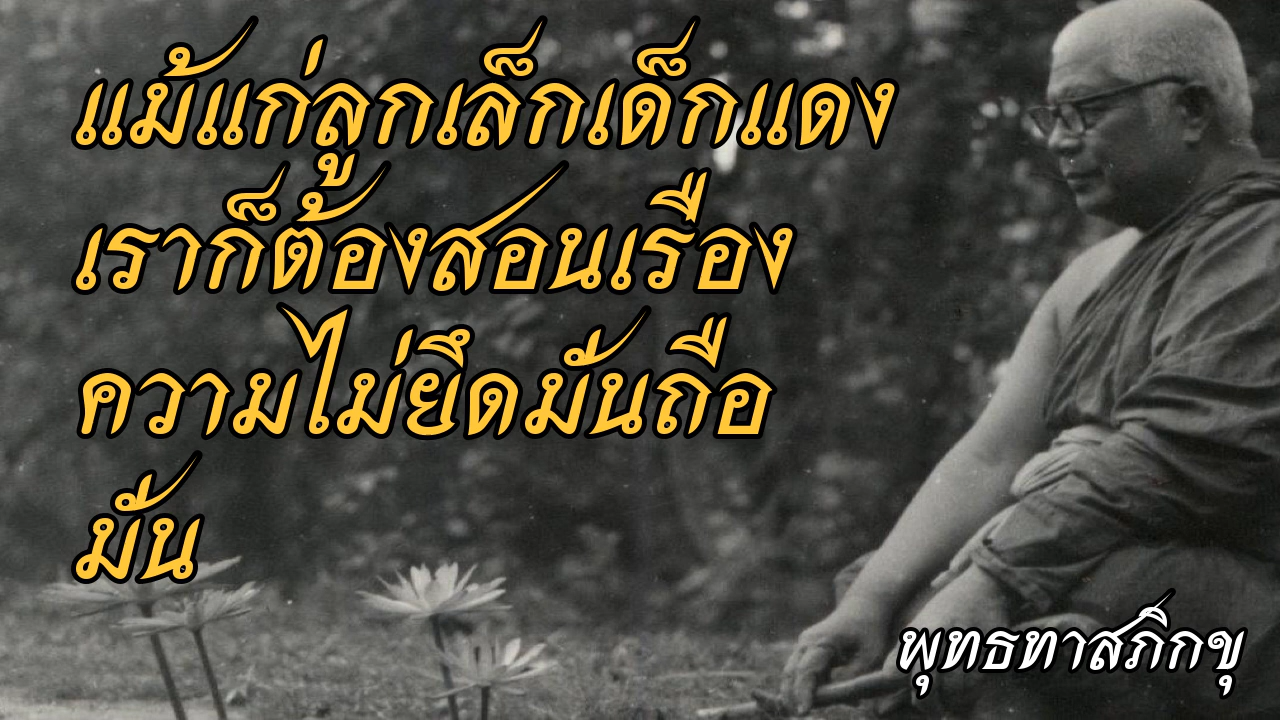 แม้แก่ลูกเล็กเด็กแดง
เราก็ต้องสอนเรื่อง
ความไม่ยึดมั่นถือ
มั่น
พุทธทาสภิกขุ